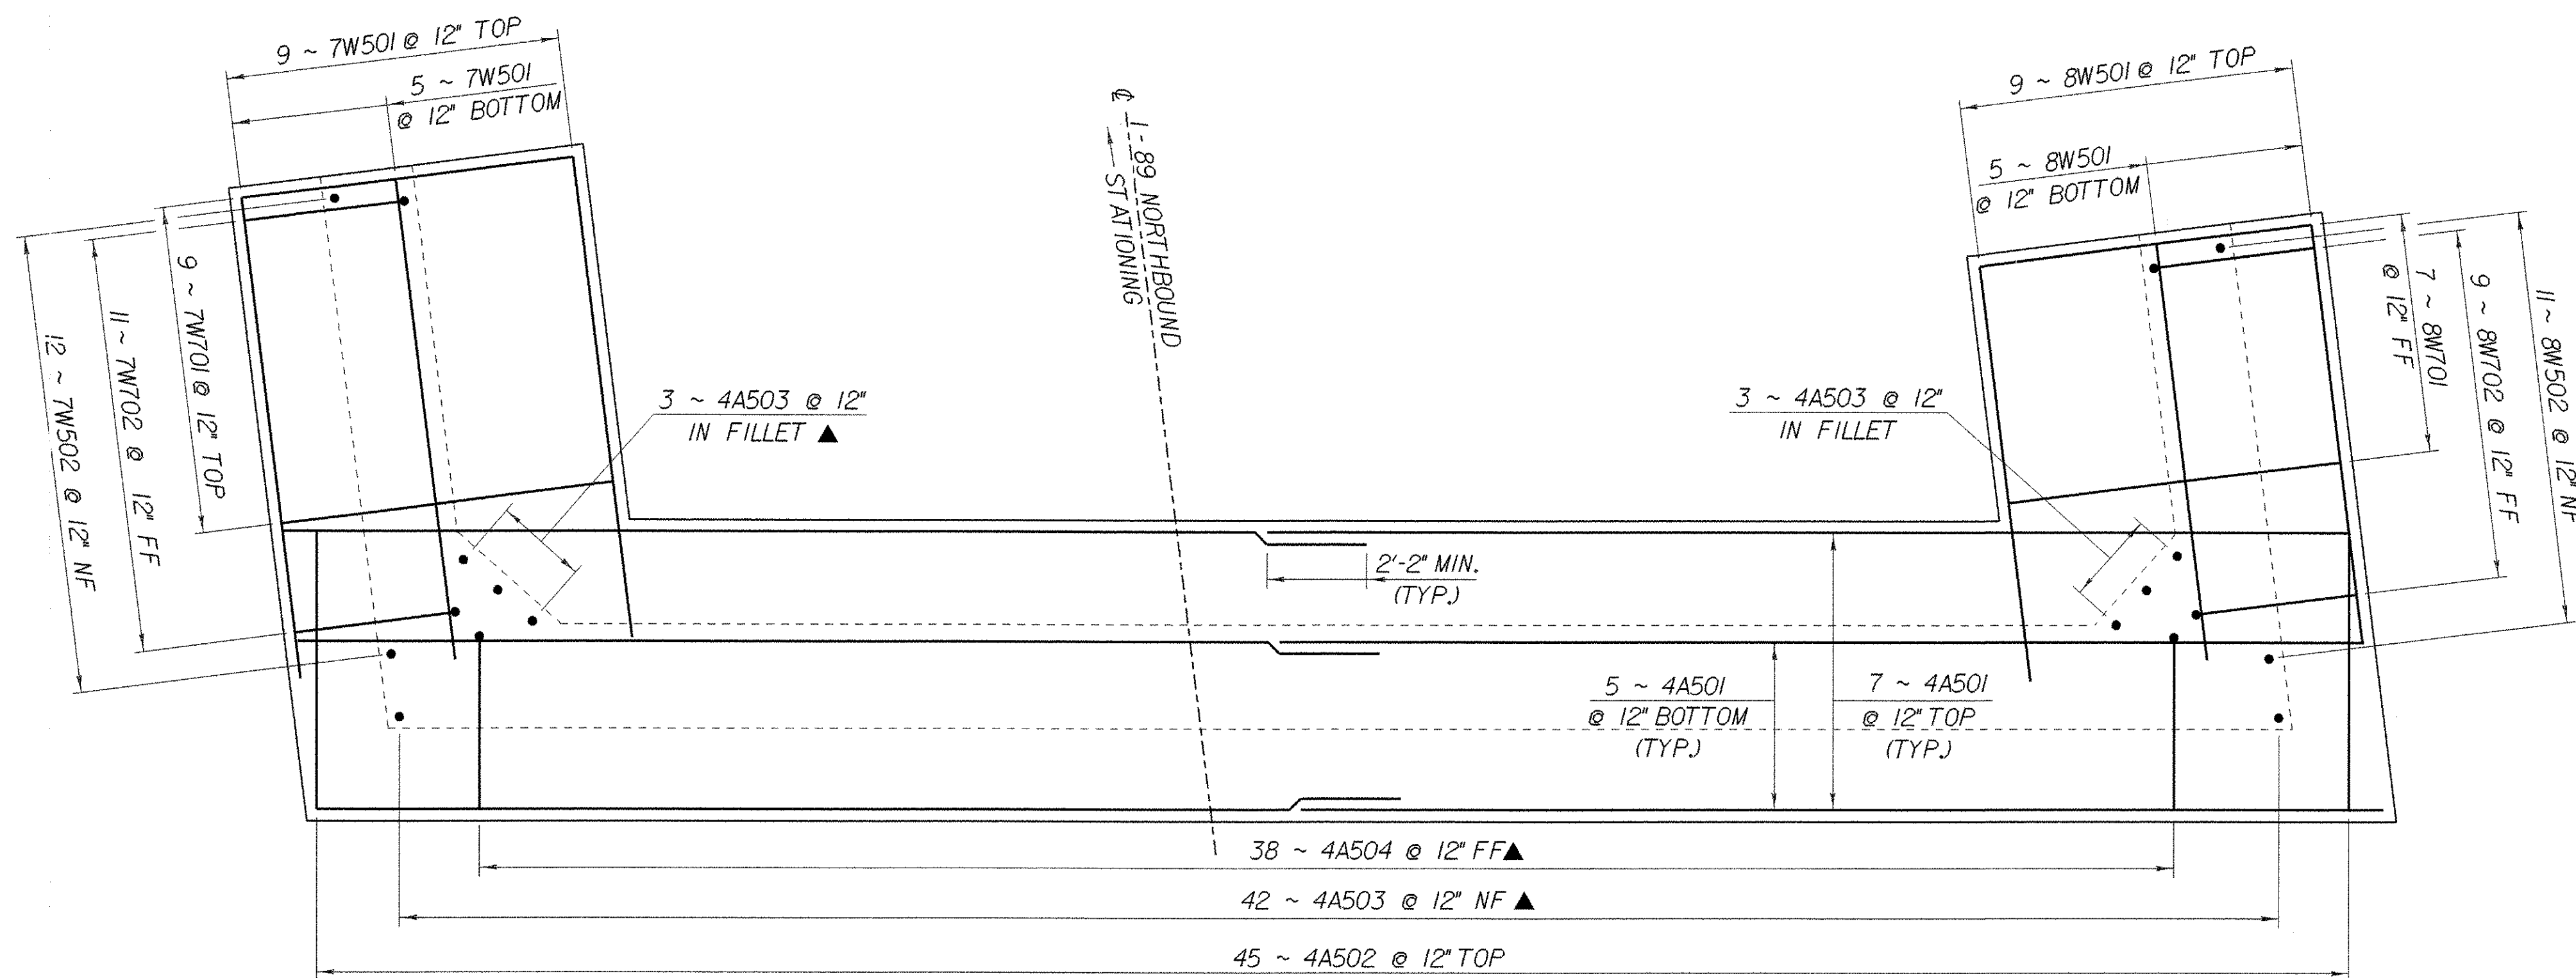 9 ~ 7W501 @ 12" TOP
5 ~ 7W501
@ 12" BOTTOM
9 ~ 8W501 @ 12" TOP
5 ~ 8W501
@ 12" BOTTOM
℄ I-89 NORTHBOUND
STATIONING
12 ~ 7W502 @ 12" NF
11 ~ 7W702 @ 12" FF
9 ~ 7W701 @ 12" TOP
7 ~ 8W701
@ 12" FF
9 ~ 8W702 @ 12" FF
11 ~ 8W502 @ 12" NF
3 ~ 4A503 @ 12"
IN FILLET ▲
3 ~ 4A503 @ 12"
IN FILLET
2'-2" MIN.
(TYP.)
5 ~ 4A501
@ 12" BOTTOM
(TYP.)
7 ~ 4A501
@ 12" TOP
(TYP.)
38 ~ 4A504 @ 12" FF▲
42 ~ 4A503 @ 12" NF ▲
45 ~ 4A502 @ 12" TOP